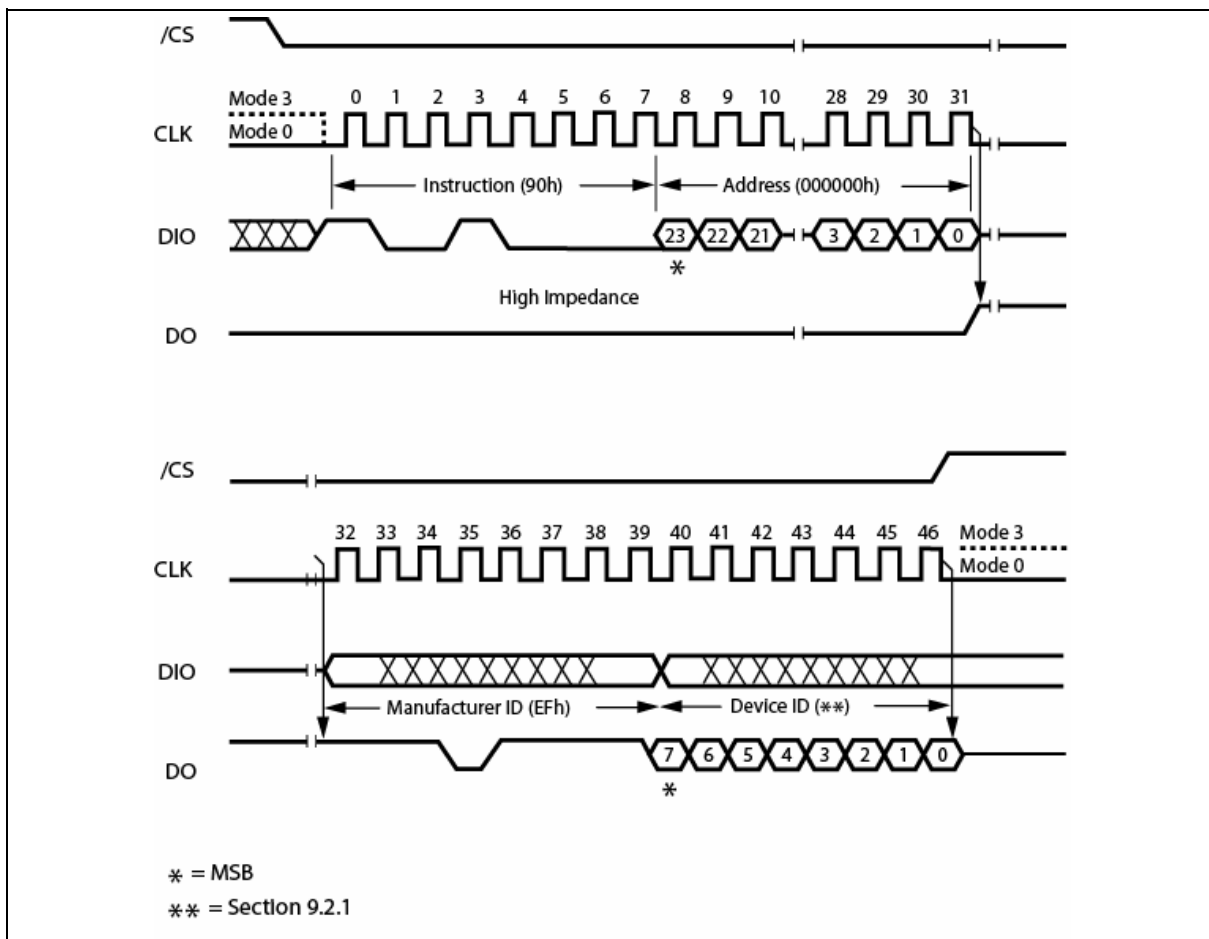 /CS
Mode 3
0 1 2 3 4 5 6 7 8 9 10 28 29 30 31
CLK
Mode 0
Instruction (90h)
Address (000000h)
DIO
23 22 21 3 2 1 0
*
High Impedance
DO
/CS
32 33 34 35 36 37 38 39 40 41 42 43 44 45 46
Mode 3
CLK
Mode 0
DIO
Manufacturer ID (EFh)
Device ID (**)
DO
7 6 5 4 3 2 1 0
*
* = MSB
** = Section 9.2.1